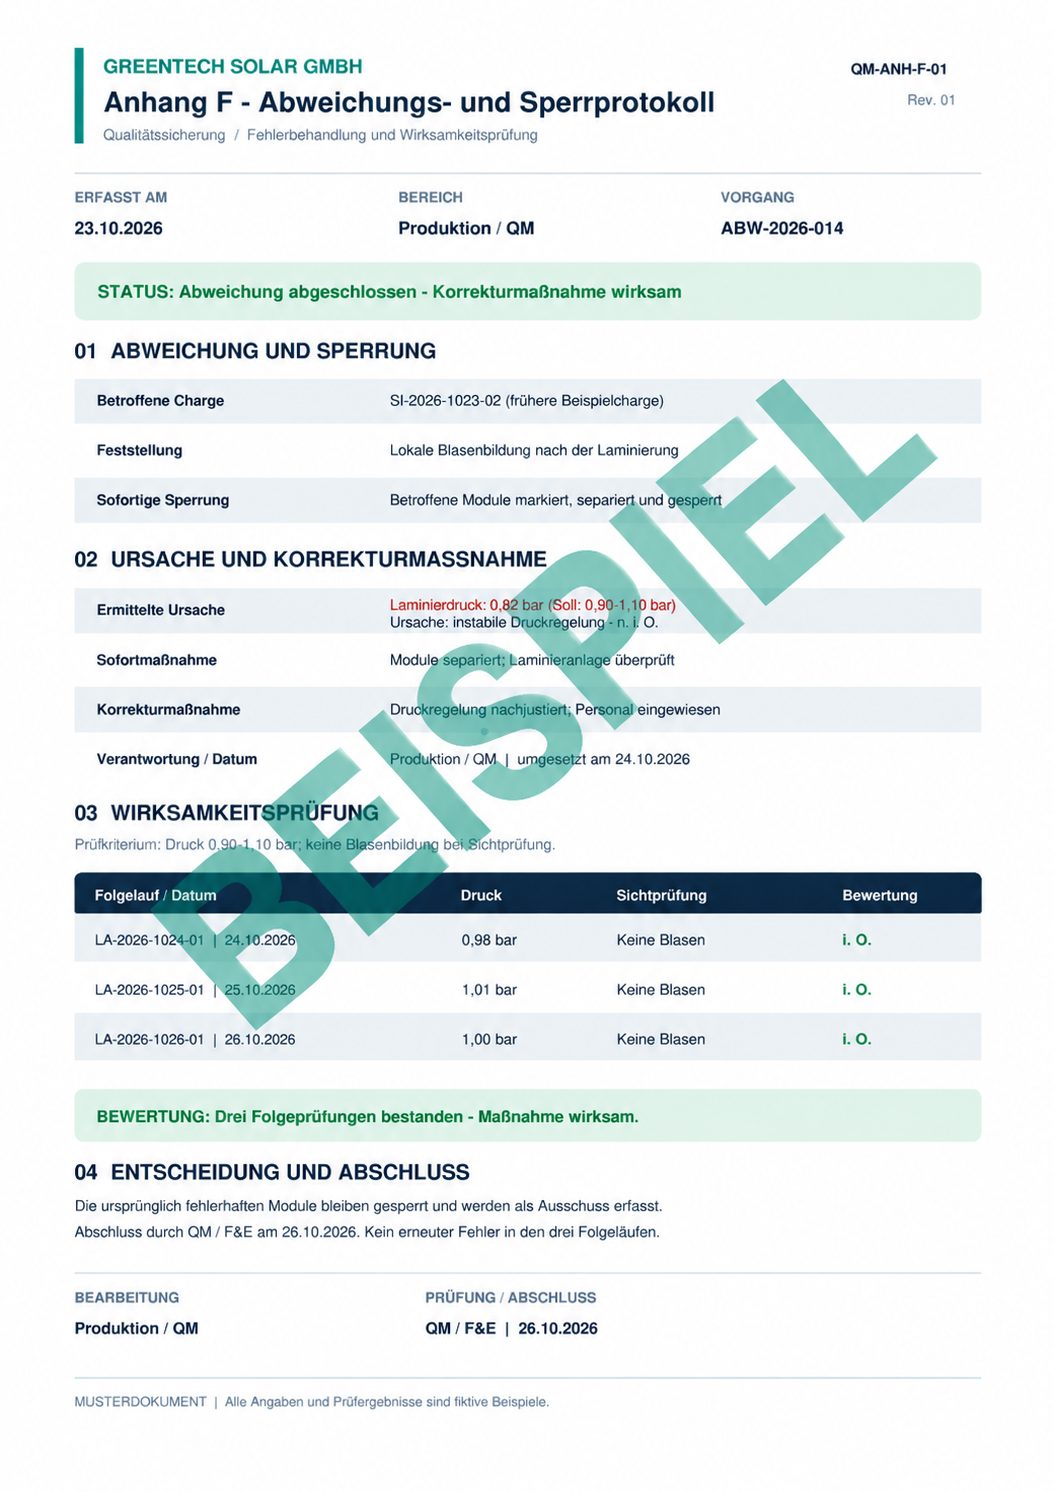 GREENTECH SOLAR GMBH
QM-ANH-F-01
Anhang F - Abweichungs- und Sperrprotokoll
Rev. 01
Qualitätssicherung / Fehlerbehandlung und Wirksamkeitsprüfung
ERFASST AM BEREICH VORGANG
23.10.2026 Produktion / QM ABW-2026-014
STATUS: Abweichung abgeschlossen - Korrekturmaßnahme wirksam
01 ABWEICHUNG UND SPERRUNG
Betroffene Charge SI-2026-1023-02 (frühere Beispielcharge)
Feststellung Lokale Blasenbildung nach der Laminierung
Sofortige Sperrung Betroffene Module markiert, separiert und gesperrt
02 URSACHE UND KORREKTURMASSNAHME
Ermittelte Ursache Laminierdruck: 0,82 bar (Soll: 0,90-1,10 bar)
Ursache: instabile Druckregelung - n. i. O.
Sofortmaßnahme Module separiert; Laminieranlage überprüft
Korrekturmaßnahme Druckregelung nachjustiert; Personal eingewiesen
Verantwortung / Datum Produktion / QM | umgesetzt am 24.10.2026
03 WIRKSAMKEITSPRÜFUNG
Prüfkriterium: Druck 0,90-1,10 bar; keine Blasenbildung bei Sichtprüfung.
Folgelauf / Datum Druck Sichtprüfung Bewertung
LA-2026-1024-01 | 24.10.2026 0,98 bar Keine Blasen i. O.
LA-2026-1025-01 | 25.10.2026 1,01 bar Keine Blasen i. O.
LA-2026-1026-01 | 26.10.2026 1,00 bar Keine Blasen i. O.
BEWERTUNG: Drei Folgeprüfungen bestanden - Maßnahme wirksam.
04 ENTSCHEIDUNG UND ABSCHLUSS
Die ursprünglich fehlerhaften Module bleiben gesperrt und werden als Ausschuss erfasst.
Abschluss durch QM / F&E am 26.10.2026. Kein erneuter Fehler in den drei Folgeläufen.
BEARBEITUNG PRÜFUNG / ABSCHLUSS
Produktion / QM QM / F&E | 26.10.2026
MUSTERDOKUMENT | Alle Angaben und Prüfergebnisse sind fiktive Beispiele.
BEISPIEL